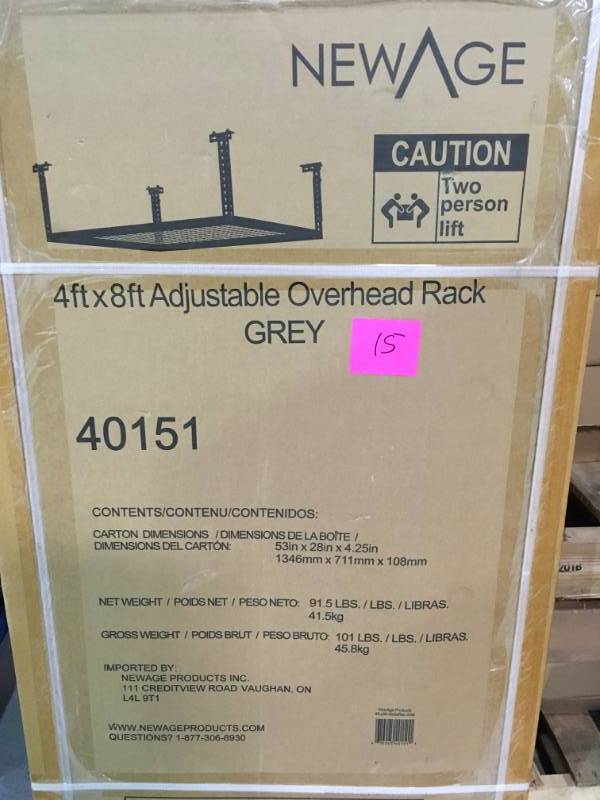 NEWAGE
CAUTION
Two
person
lift
4ft x 8ft Adjustable Overhead Rack
GREY
15
40151
CONTENTS/CONTENU/CONTENIDOS:
CARTON DIMENSIONS / DIMENSIONS DE LA BOÎTE /
DIMENSIONES DEL CARTÓN: 53in x 28in x 4.25in
1346mm x 711mm x 108mm
NET WEIGHT / POIDS NET / PESO NETO: 91.5 LBS. / LBS. / LIBRAS.
41.5kg
GROSS WEIGHT / POIDS BRUT / PESO BRUTO: 101 LBS. / LBS. / LIBRAS.
45.8kg
IMPORTED BY:
NEWAGE PRODUCTS INC.
111 CREDITVIEW ROAD VAUGHAN, ON
L4L 9T1
WWW.NEWAGEPRODUCTS.COM
QUESTIONS? 1-877-306-8930
NewAge Products